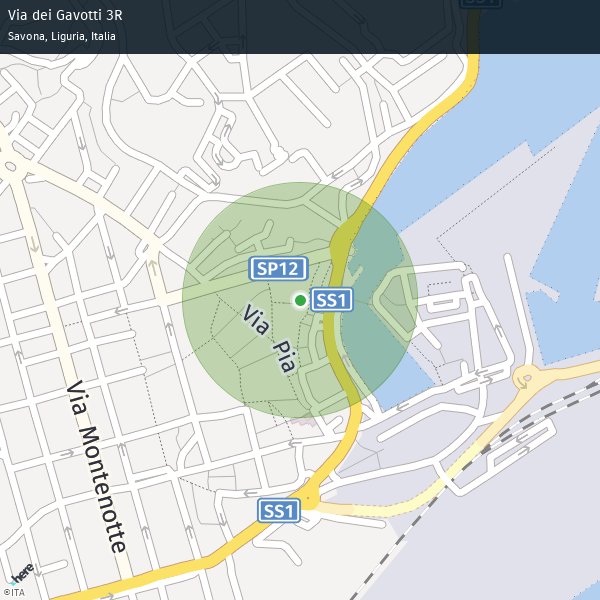 Via dei Gavotti 3R
Savona, Liguria, Italia
SS1
SP12
SS1
Via Pia
Via Montenotte
SS1
here
©ITA